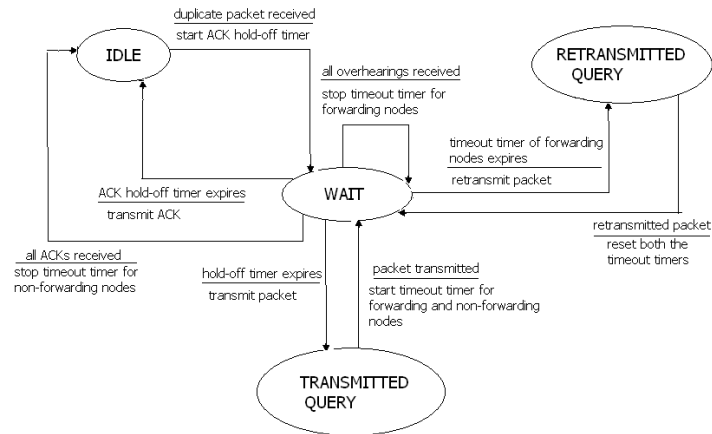 duplicate packet received
start ACK hold-off timer
IDLE
RETRANSMITTED
QUERY
all overhearings received
stop timeout timer for
forwarding nodes
timeout timer of forwarding
nodes expires
retransmit packet
ACK hold-off timer expires
transmit ACK
WAIT
retransmitted packet
reset both the
timeout timers
all ACKs received
stop timeout timer for
non-forwarding nodes
hold-off timer expires
transmit packet
packet transmitted
start timeout timer for
forwarding and non-forwarding
nodes
TRANSMITTED
QUERY